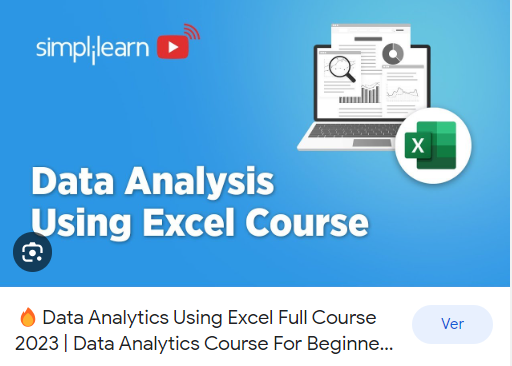 simplilearn
X
Data Analysis
Using Excel Course
🔥 Data Analytics Using Excel Full Course
2023 | Data Analytics Course For Beginne...
Ver